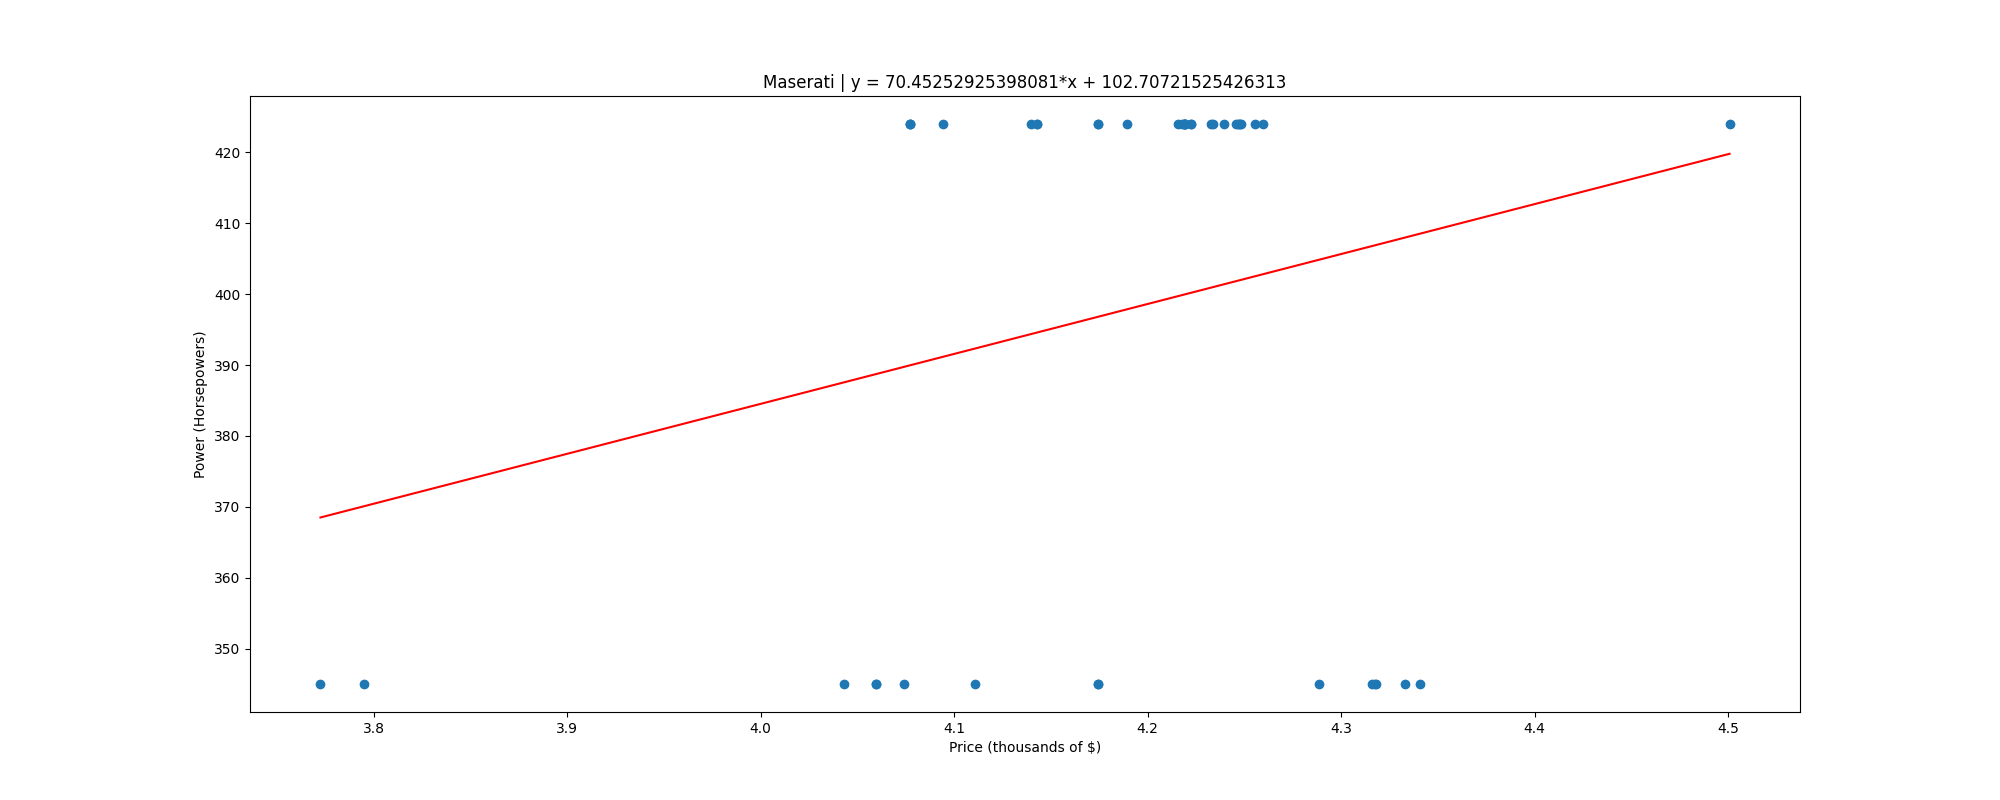 Maserati | y = 70.45252925398081*x + 102.70721525426313
420
410
400
390
380
370
360
350
Power (Horsepowers)
3.8 3.9 4.0 4.1 4.2 4.3 4.4 4.5
Price (thousands of $)